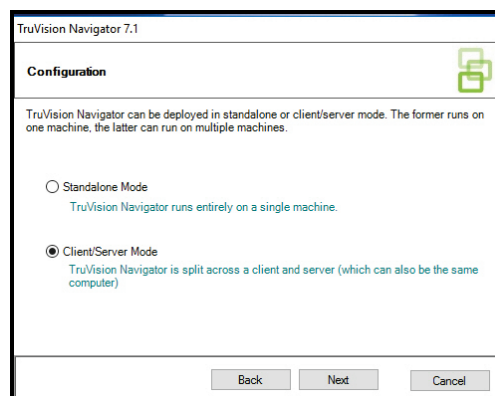 TruVision Navigator 7.1
Configuration
TruVision Navigator can be deployed in standalone or client/server mode. The former runs on
one machine, the latter can run on multiple machines.
Standalone Mode
TruVision Navigator runs entirely on a single machine.
Client/Server Mode
TruVision Navigator is split across a client and server (which can also be the same
computer)
Back Next Cancel